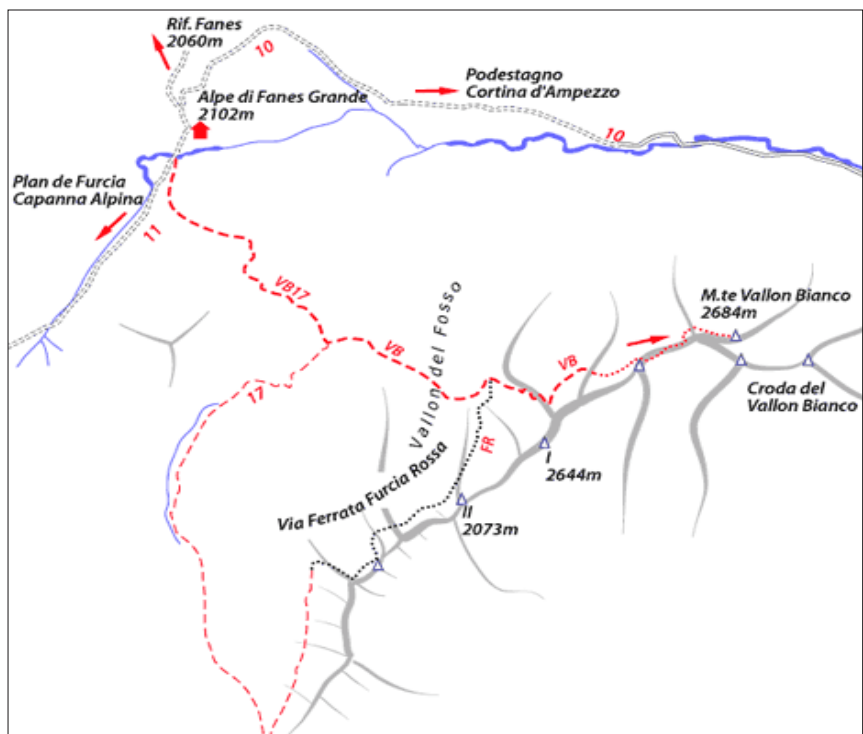 Rif. Fanes
2060m
10
Podestagno
Cortina d'Ampezzo
Alpe di Fanes Grande
2102m
10
Plan de Furcia
Capanna Alpina
11
VB17
Vallon del Fosso
M.te Vallon Bianco
2684m
VB
VB
17
Croda del
Vallon Bianco
FR
I
2644m
Via Ferrata Furcia Rossa
II
2073m